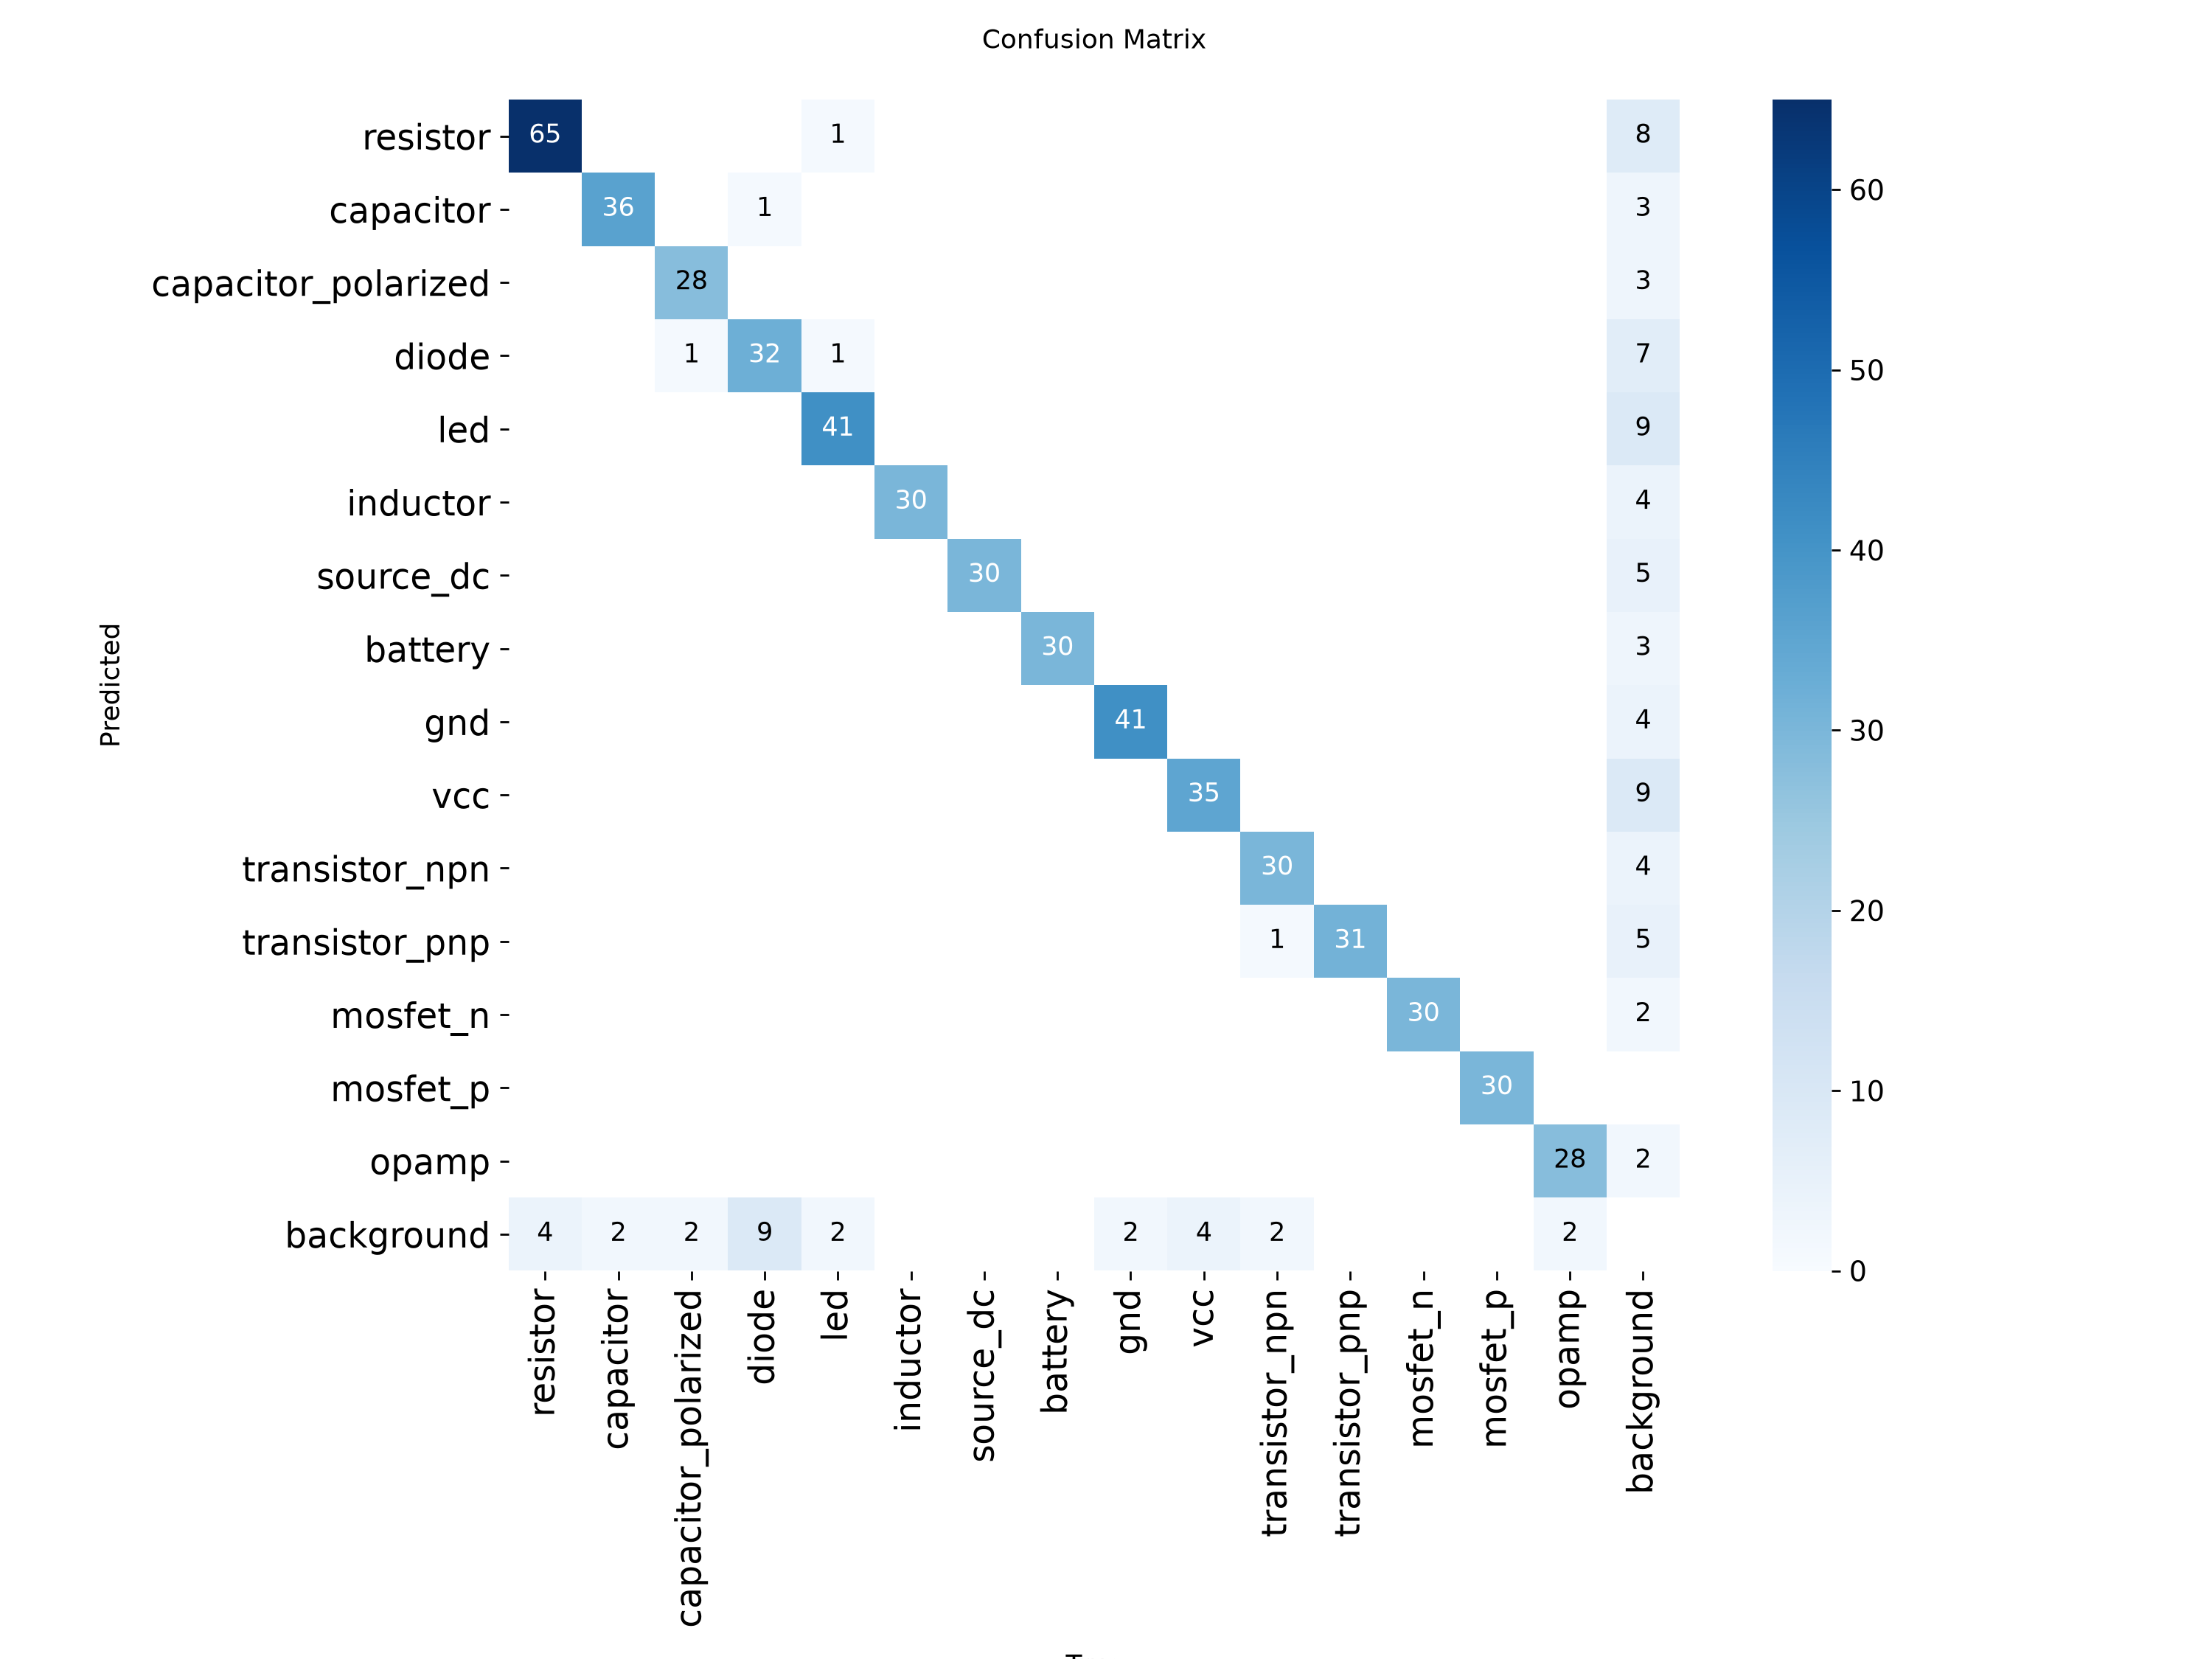 Confusion Matrix
resistor 65 1 8
capacitor 36 1 3
capacitor_polarized 28 3
diode 1 32 1 7
led 41 9
inductor 30 4
source_dc 30 5
battery 30 3
gnd 41 4
vcc 35 9
transistor_npn 30 4
transistor_pnp 1 31 5
mosfet_n 30 2
mosfet_p 30
opamp 28 2
background 4 2 2 9 2 2 4 2 2
Predicted
resistor
capacitor
capacitor_polarized
diode
led
inductor
source_dc
battery
gnd
vcc
transistor_npn
transistor_pnp
mosfet_n
mosfet_p
opamp
background
60
50
40
30
20
10
0